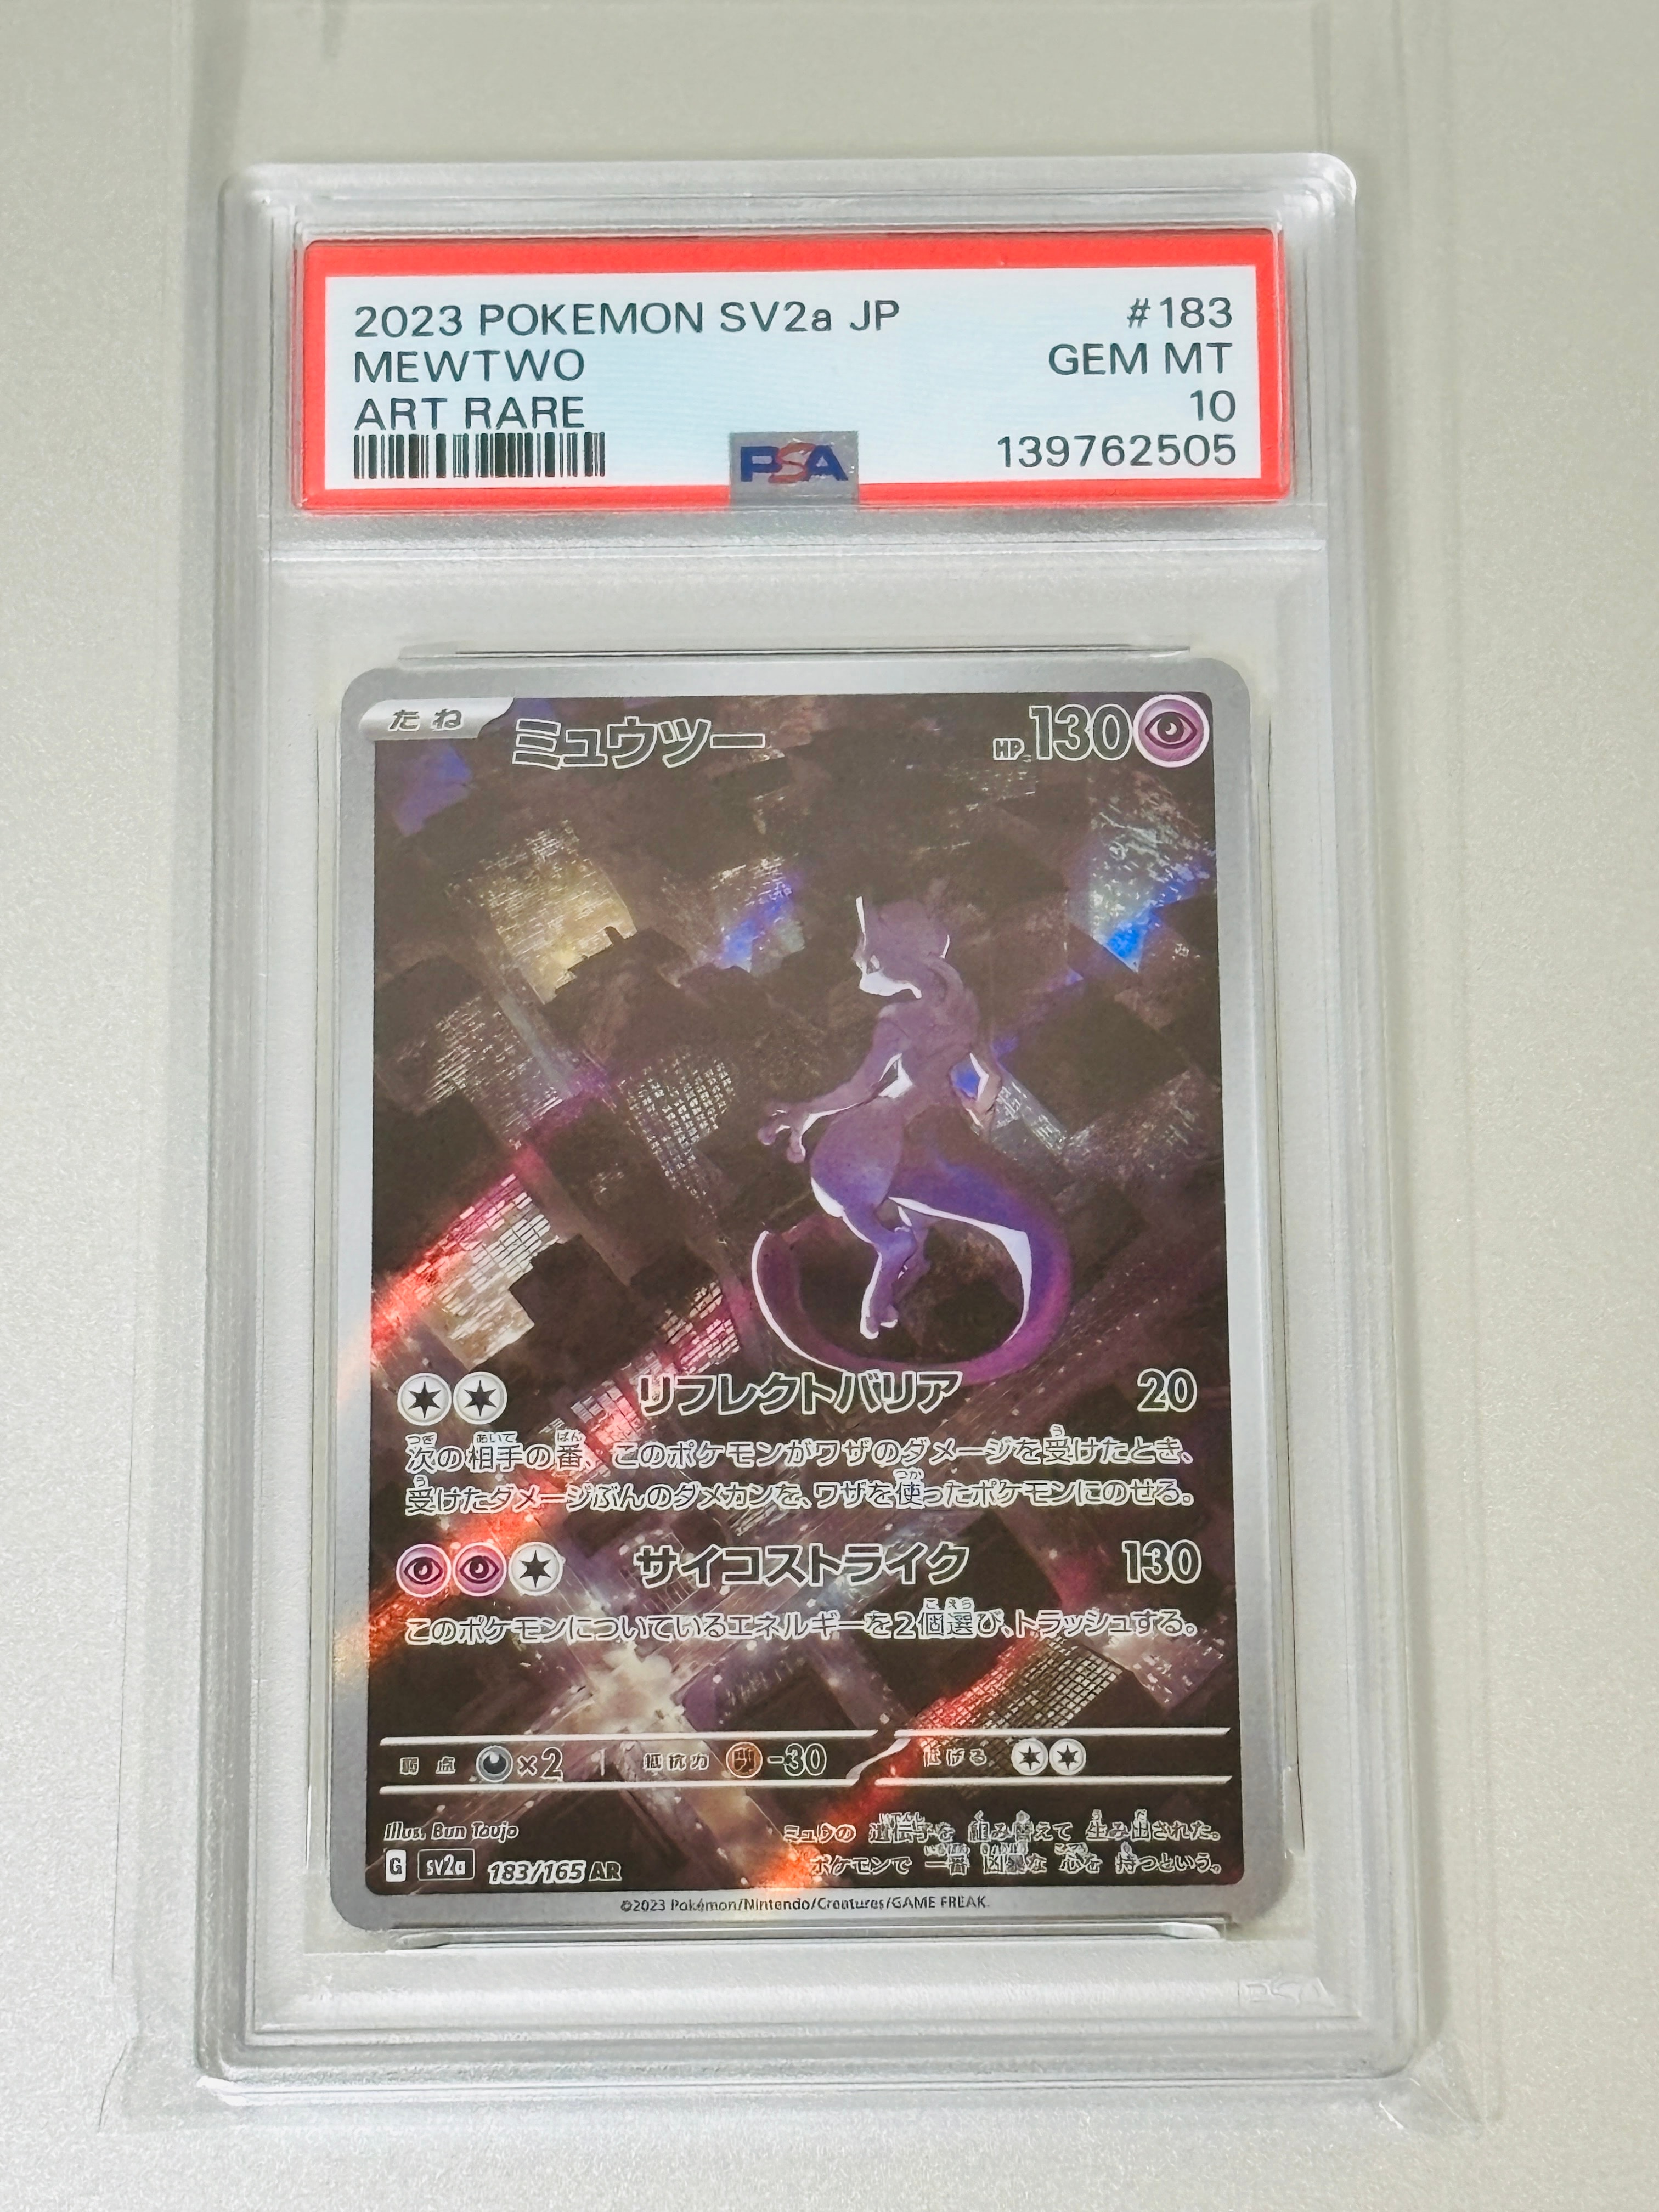 2023 POKEMON SV2a JP #183
MEWTWO GEM MT
ART RARE 10
PSA 139762505
たね ミュウツー HP 130
リフレクトバリア 20
次の相手の番、このポケモンがワザのダメージを受けたとき、
受けたダメージぶんのダメカンを、ワザを使ったポケモンにのせる。
サイコストライク 130
このポケモンについているエネルギーを2個選び、トラッシュする。
弱点 ×2 抵抗力 -30 にげる
Illus. Bun Toujo
ミュウの 遺伝子を 組み替えて 生み出された。
ポケモンで 一番 凶暴な 心を 持つという。
G sv2a 183/165 AR
©2023 Pokémon/Nintendo/Creatures/GAME FREAK.
PSA